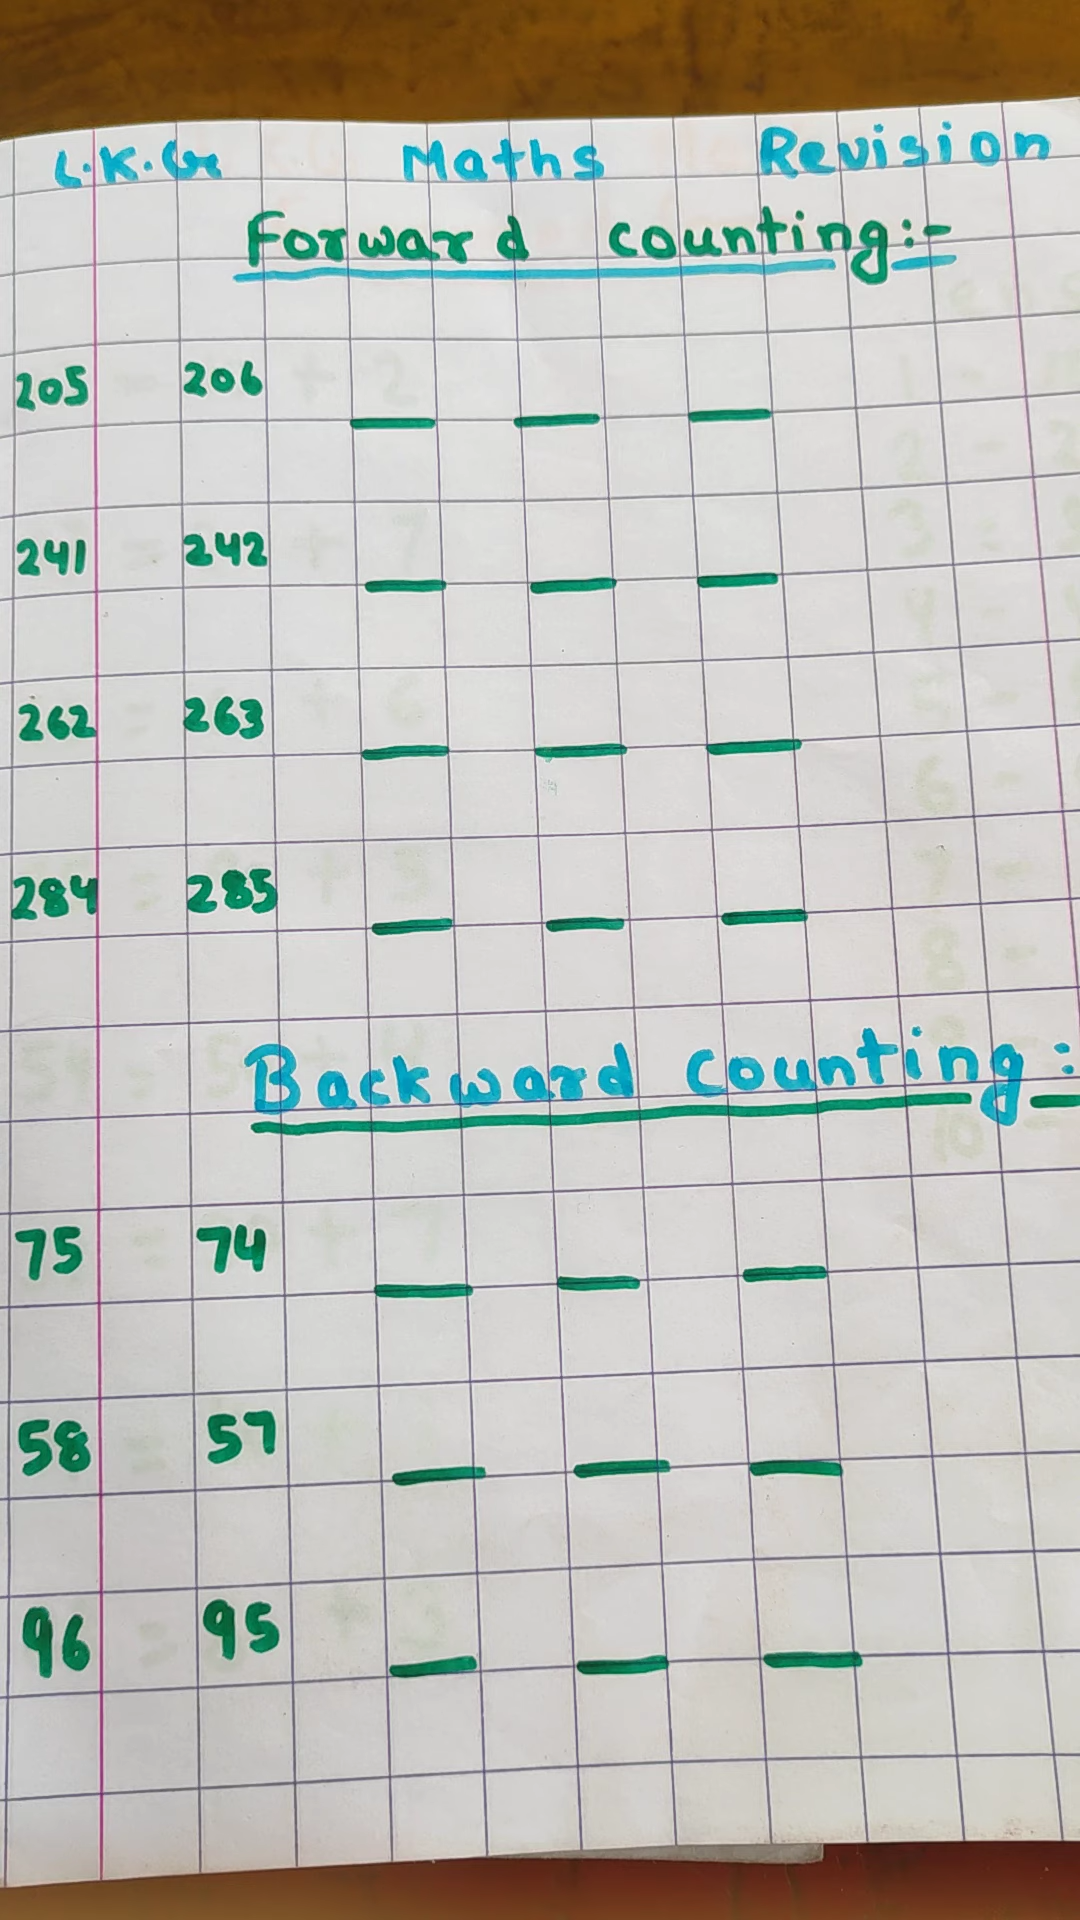 L.K.G Maths Revision
Forward counting:-
205 206 __ __ __
241 242 __ __ __
262 263 __ __ __
284 285 __ __ __
Backward counting:-
75 74 __ __ __
58 57 __ __ __
96 95 __ __ __